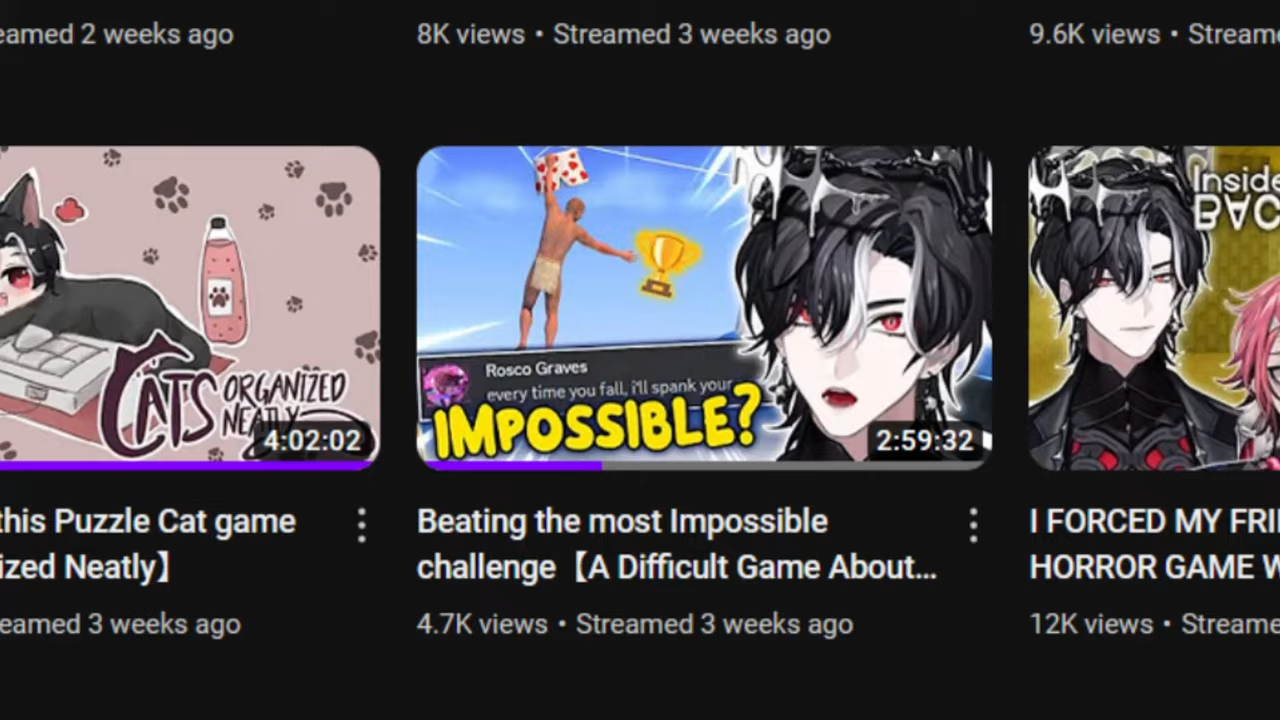 eamed 2 weeks ago
8K views • Streamed 3 weeks ago
9.6K views • Stream
CATS ORGANIZED
NEATLY
4:02:02
Rosco Graves
every time you fall, i'll spank your
IMPOSSIBLE?
2:59:32
Inside
BAC
this Puzzle Cat game
ized Neatly】
eamed 3 weeks ago
Beating the most Impossible
challenge【A Difficult Game About...
4.7K views • Streamed 3 weeks ago
I FORCED MY FRI
HORROR GAME W
12K views • Streame